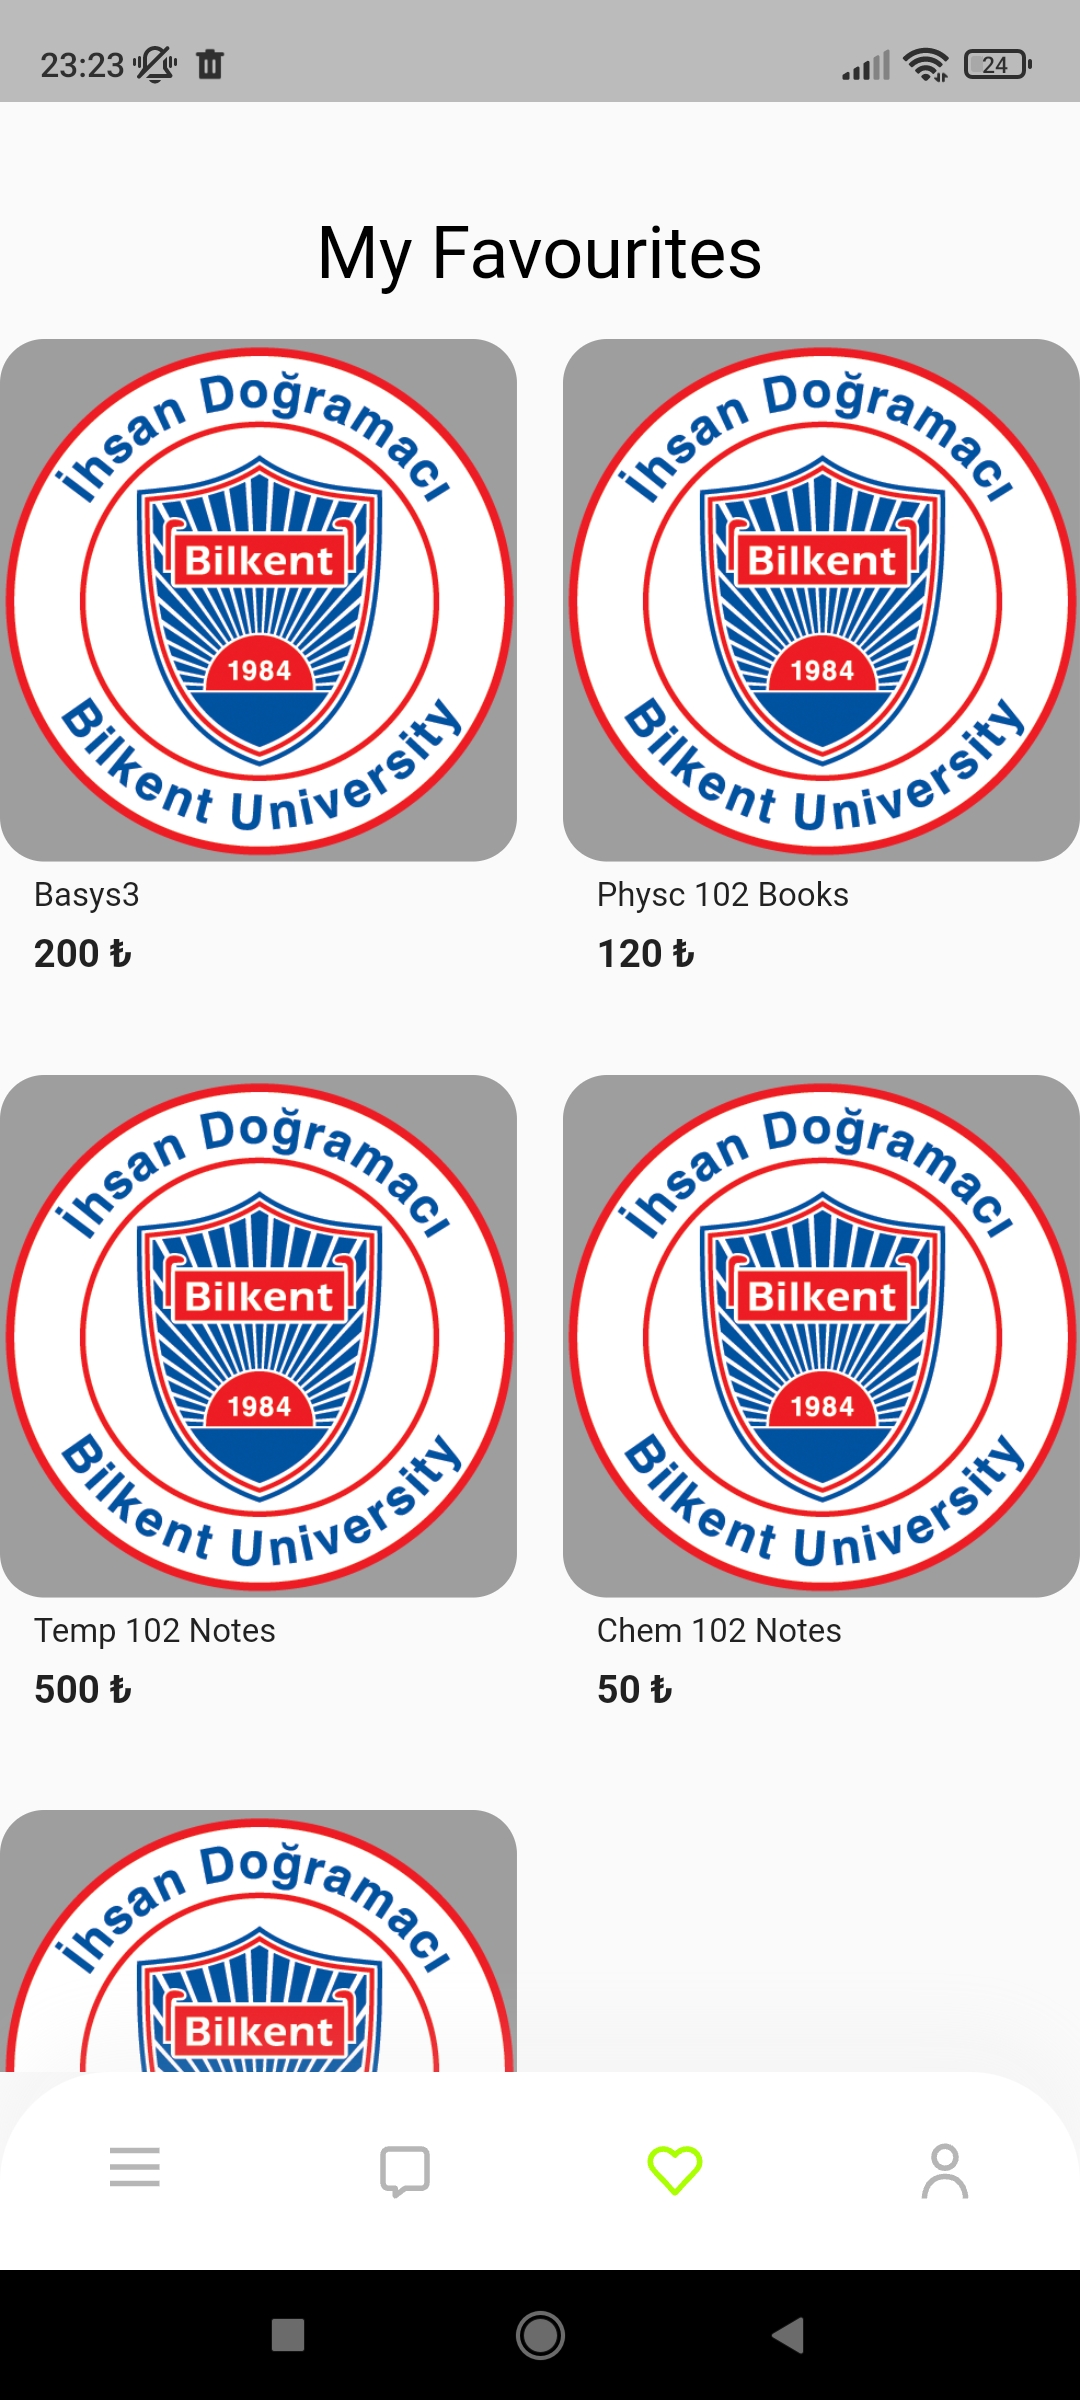 23:23
24
My Favourites
İhsan Doğramacı
Bilkent
1984
Bilkent University
İhsan Doğramacı
Bilkent
1984
Bilkent University
Basys3
200 ₺
Physc 102 Books
120 ₺
İhsan Doğramacı
Bilkent
1984
Bilkent University
İhsan Doğramacı
Bilkent
1984
Bilkent University
Temp 102 Notes
500 ₺
Chem 102 Notes
50 ₺
İhsan Doğramacı
Bilkent